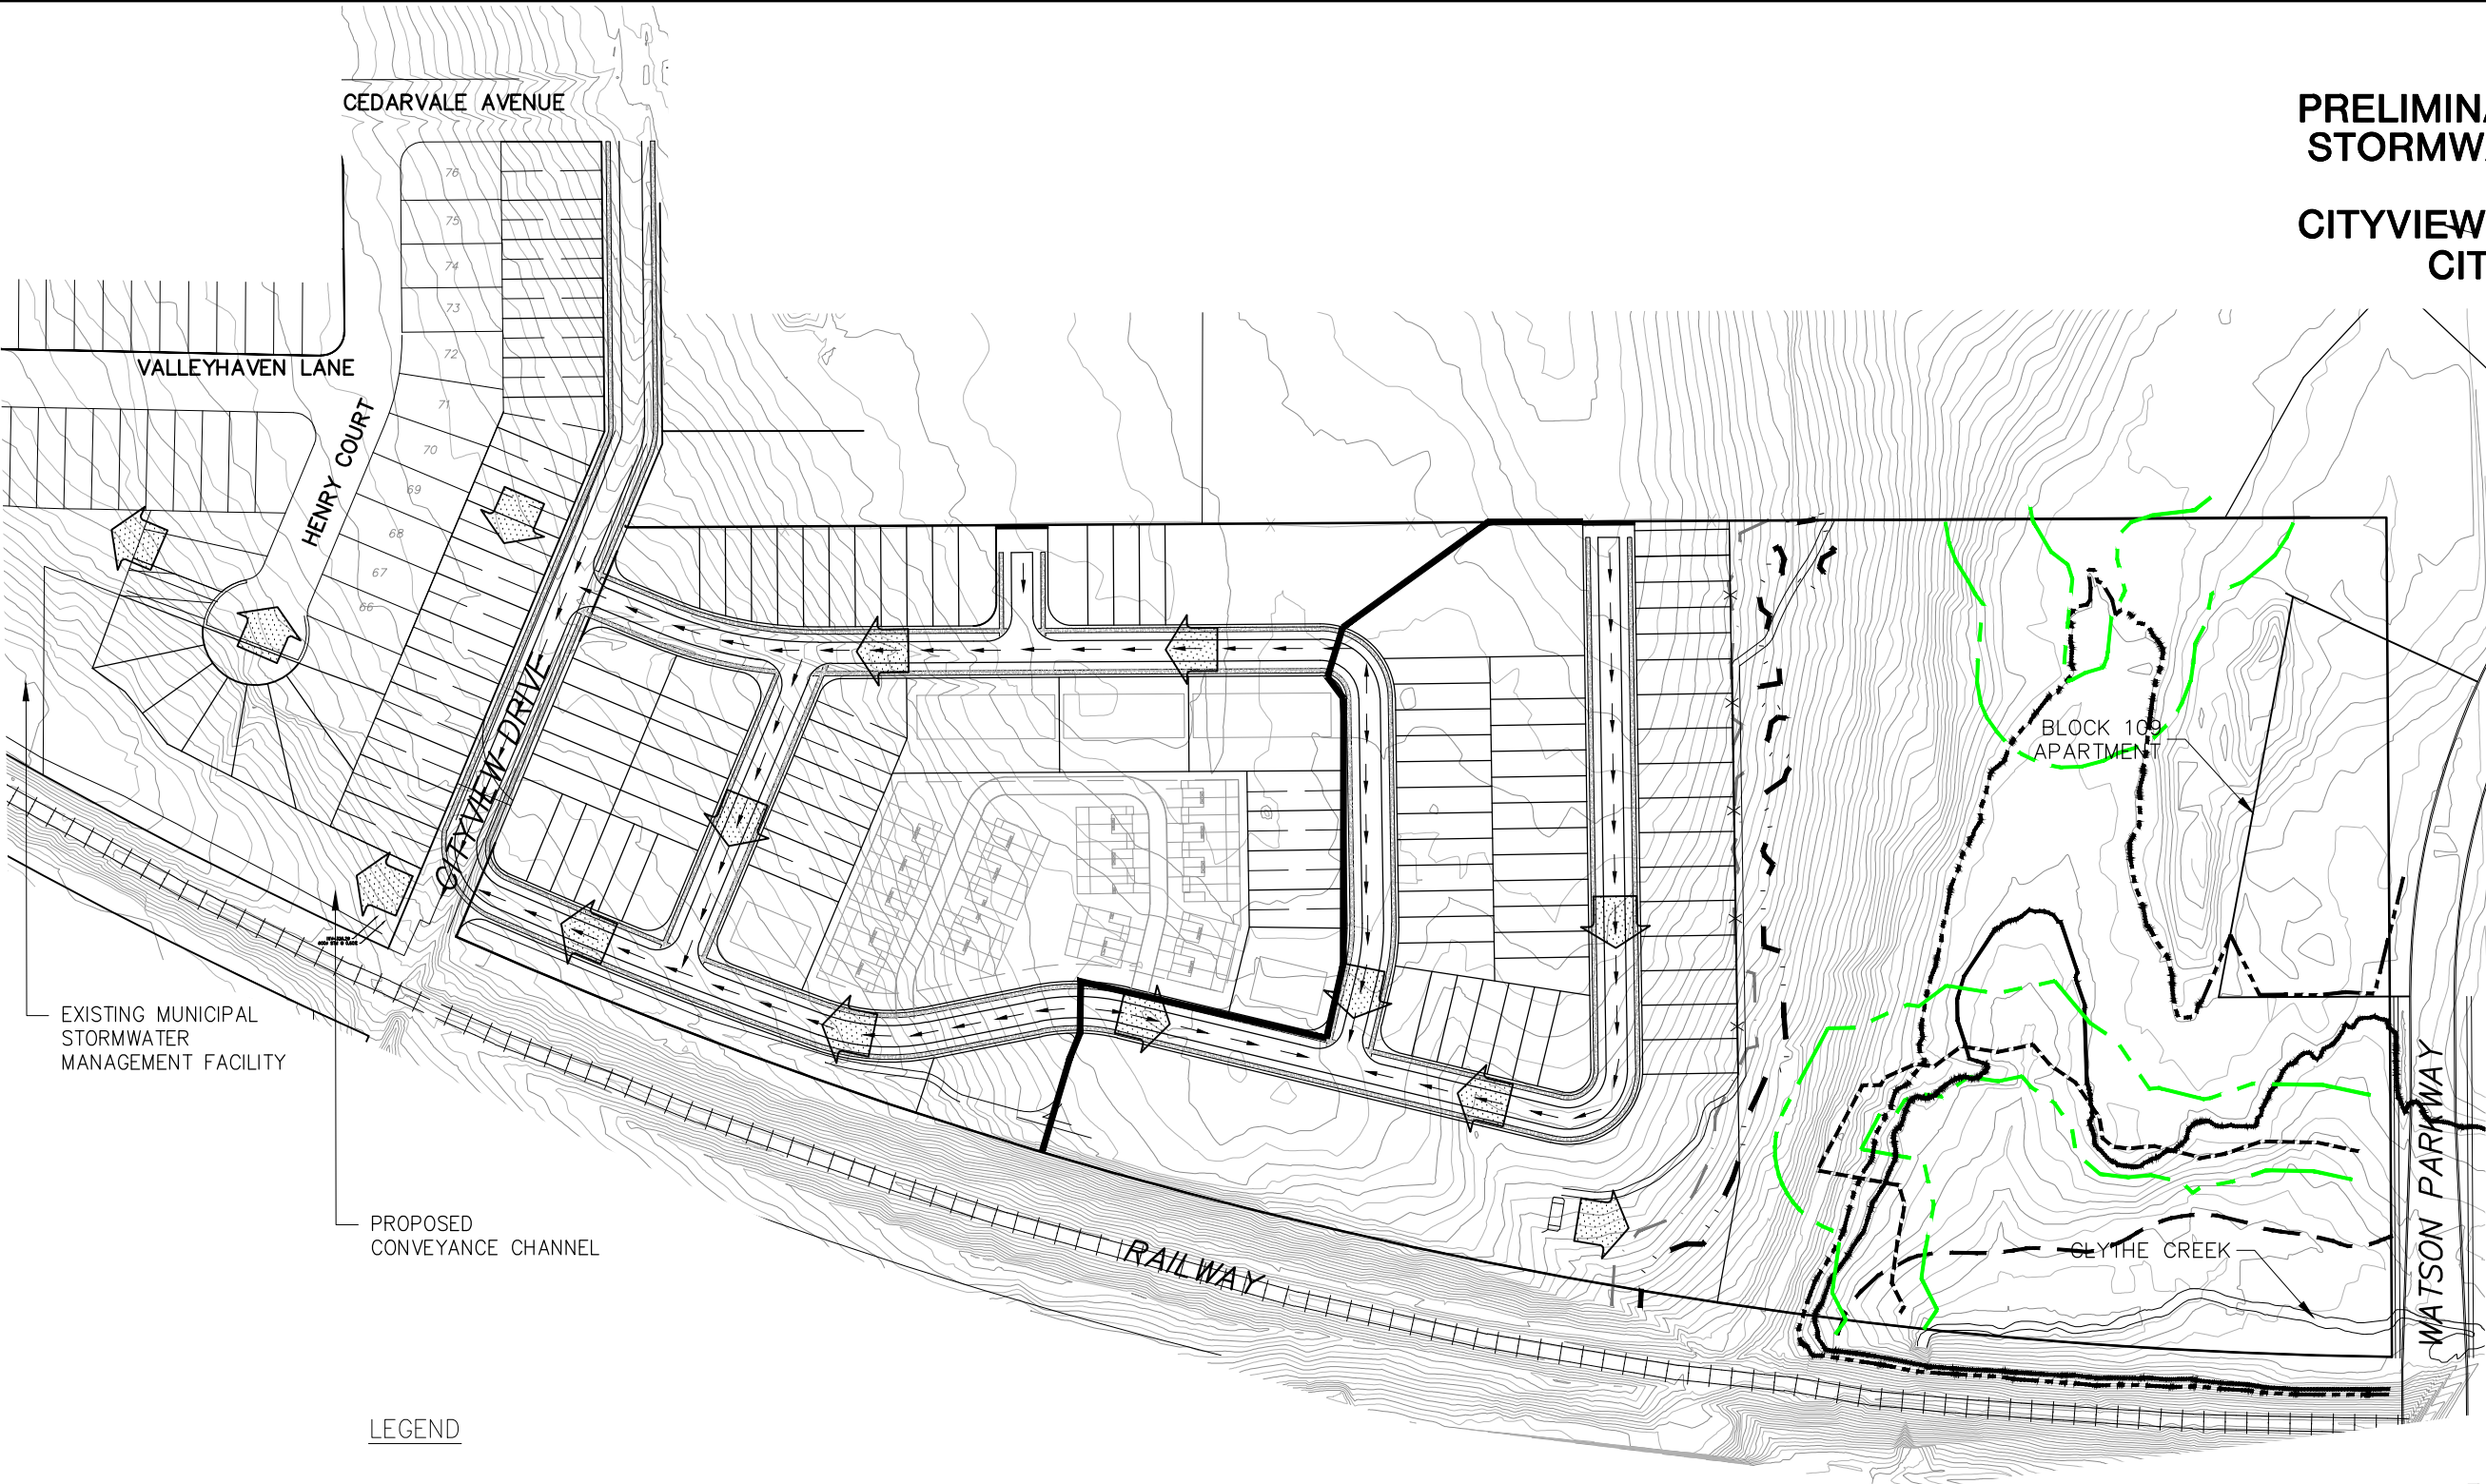 PRELIMINA
STORMWA
CITYVIEW
CIT
CEDARVALE AVENUE
76
75
74
73
72
71
70
69
68
67
66
VALLEYHAVEN LANE
HENRY COURT
CITYVIEW DRIVE
BLOCK 109
APARTMENT
EXISTING MUNICIPAL
STORMWATER
MANAGEMENT FACILITY
PROPOSED
CONVEYANCE CHANNEL
RAILWAY
CLYTHE CREEK
WATSON PARKWAY
LEGEND